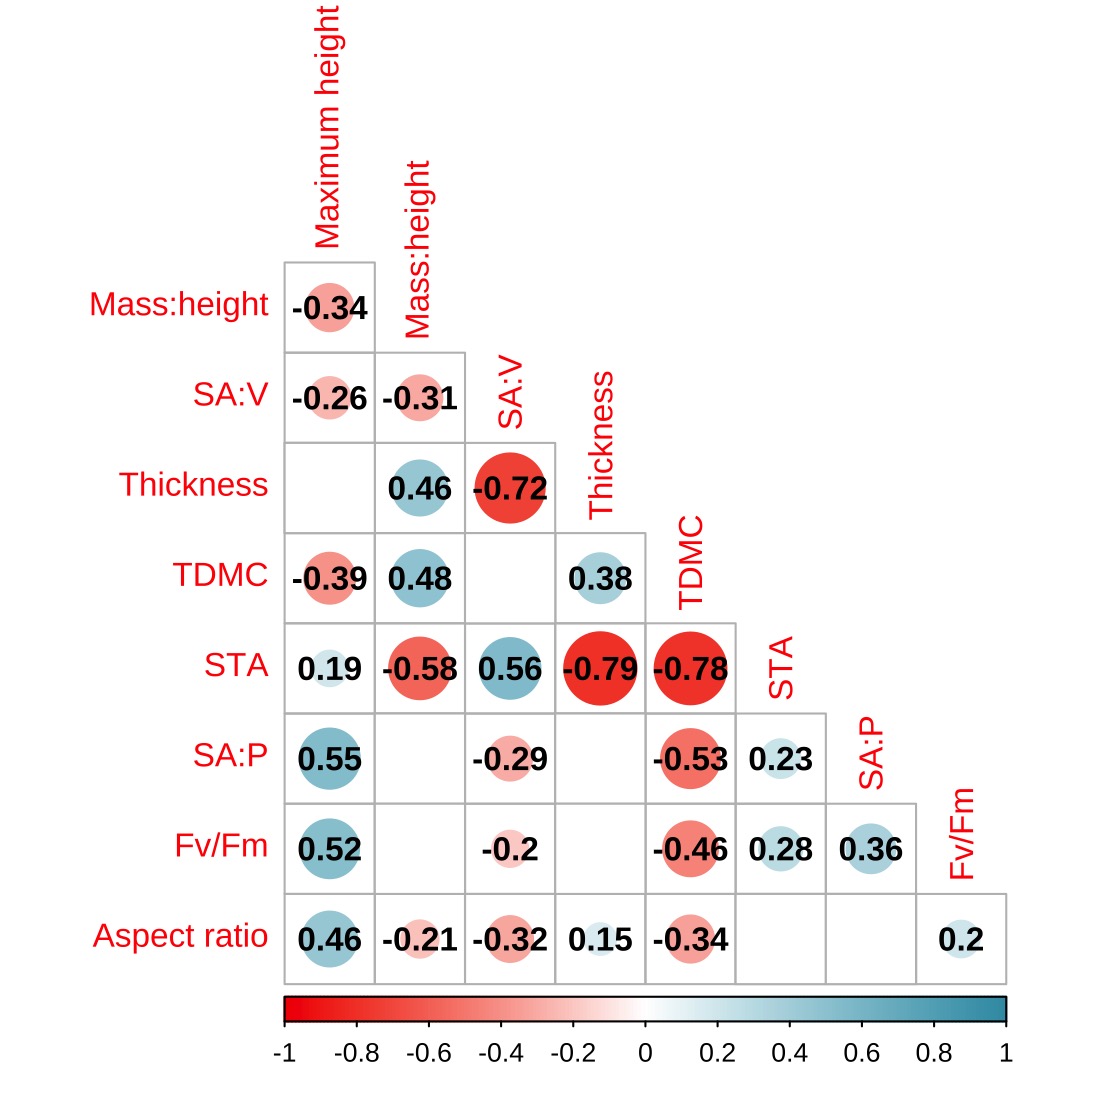 Maximum height
Mass:height
Mass:height -0.34
SA:V
SA:V -0.26 -0.31
Thickness
Thickness 0.46 -0.72
TDMC
TDMC -0.39 0.48 0.38
STA
STA 0.19 -0.58 0.56 -0.79 -0.78
SA:P
SA:P 0.55 -0.29 -0.53 0.23
Fv/Fm
Fv/Fm 0.52 -0.2 -0.46 0.28 0.36
Aspect ratio 0.46 -0.21 -0.32 0.15 -0.34 0.2
-1 -0.8 -0.6 -0.4 -0.2 0 0.2 0.4 0.6 0.8 1